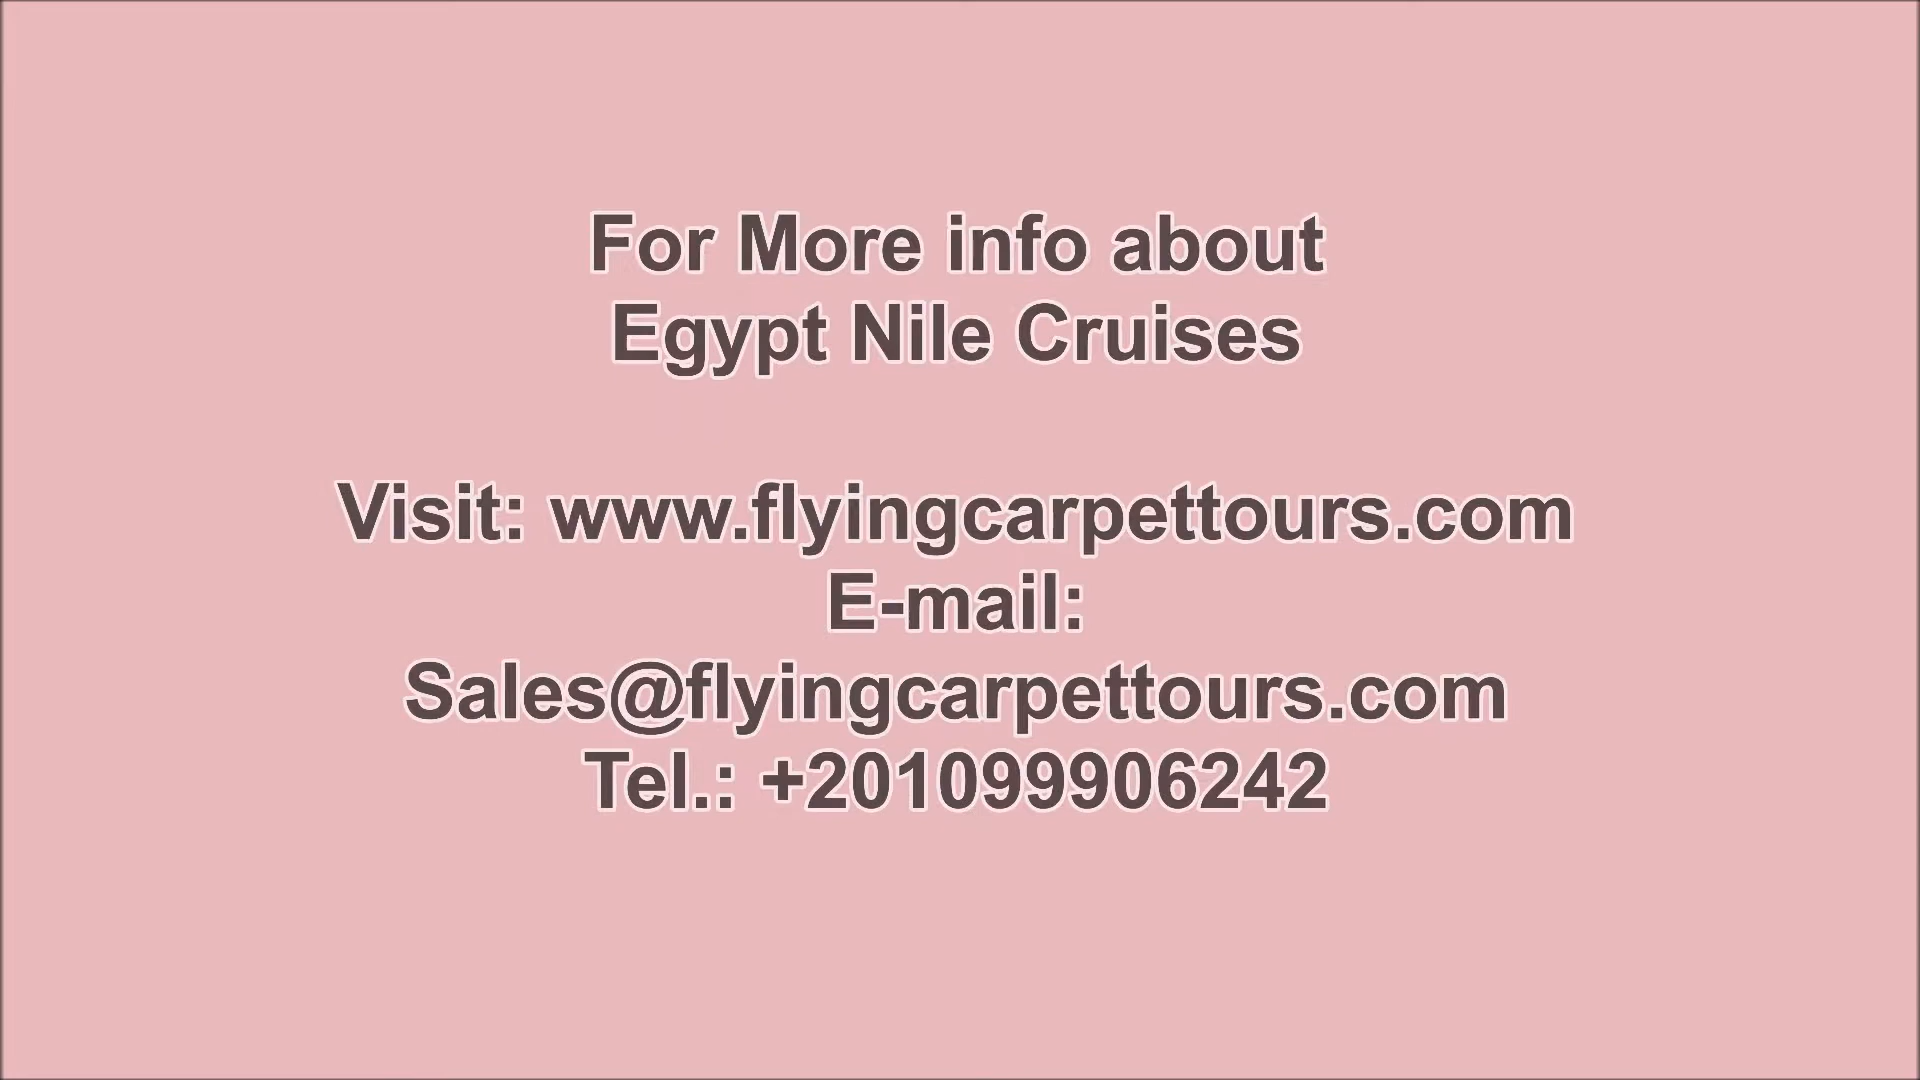 For More info about
Egypt Nile Cruises
Visit: www.flyingcarpettours.com
E-mail:
Sales@flyingcarpettours.com
Tel.: +201099906242